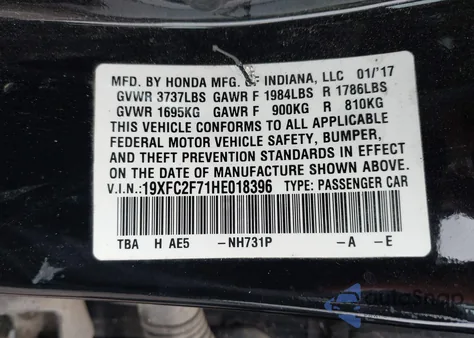 MFD. BY HONDA MFG. OF INDIANA, LLC 01/'17
GVWR 3737LBS GAWR F 1984LBS R 1786LBS
GVWR 1695KG GAWR F 900KG R 810KG
THIS VEHICLE CONFORMS TO ALL APPLICABLE
FEDERAL MOTOR VEHICLE SAFETY, BUMPER,
AND THEFT PREVENTION STANDARDS IN EFFECT
ON THE DATE OF MANUFACTURE SHOWN ABOVE.
V.I.N.:19XFC2F71HE018396 TYPE: PASSENGER CAR
TBA H AE5 -NH731P -A -E
autoSnap